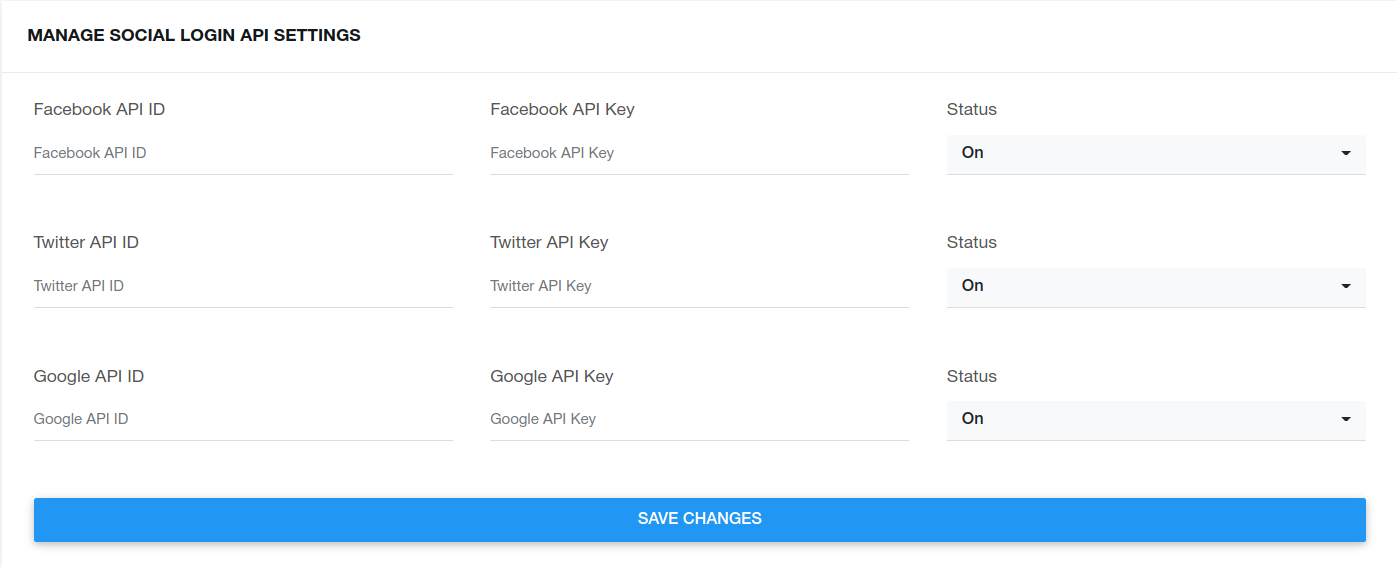 MANAGE SOCIAL LOGIN API SETTINGS
Facebook API ID Facebook API Key Status
Facebook API ID Facebook API Key On
Twitter API ID Twitter API Key Status
Twitter API ID Twitter API Key On
Google API ID Google API Key Status
Google API ID Google API Key On
SAVE CHANGES